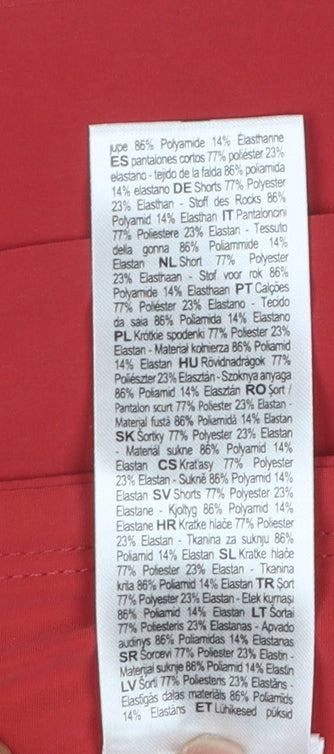 jupe 86% Polyamide 14% Élasthanne
ES pantalones cortos 77% poliéster 23%
elastano - tejido de la falda 86% poliamida
14% elastano DE Shorts 77% Polyester
23% Elasthan - Stoff des Rocks 86%
Polyamid 14% Elasthan IT Pantaloncini
77% Poliestere 23% Elastan - Tessuto
della gonna 86% Poliammide 14%
Elastan NL Short 77% Polyester
23% Elasthaan - Stof voor rok 86%
Polyamide 14% Elasthaan PT Calções
77% Poliéster 23% Elastano - Tecido
da saia 86% Poliamida 14% Elastano
PL Krótkie spodenki 77% Poliester 23%
Elastan - Materiał kołnierza 86% Poliamid
14% Elastan HU Rövidnadrágok 77%
Poliészter 23% Elasztán - Szoknya anyaga
86% Poliamid 14% Elasztán RO Șort /
Pantalon scurt 77% Poliester 23% Elastan -
Material fustă 86% Poliamidă 14% Elastan
SK Šortky 77% Polyester 23% Elastan
- Materiál sukne 86% Polyamid 14%
Elastan CS Kraťasy 77% Polyester
23% Elastan - Sukně 86% Polyamid 14%
Elastan SV Shorts 77% Polyester 23%
Elastane - Kjoltyg 86% Polyamid 14%
Elastane HR Kratke hlače 77% Poliester
23% Elastan - Tkanina za suknju 86%
Poliamid 14% Elastan SL Kratke hlače
77% Poliester 23% Elastan - Tkanina
krila 86% Poliamid 14% Elastan TR Şort
77% Polyester 23% Elastan - Etek kumaşı
86% Poliamid 14% Elastan LT Šortai
77% Poliesteris 23% Elastanas - Apvado
audinys 86% Poliamidas 14% Elastanas
SR Šorcevi 77% Poliester 23% Elastin -
Materijal suknje 86% Poliamid 14% Elastin
LV Šorti 77% Poliesteris 23% Elastāns -
Elastīgās daļas materiāls 86% Poliamīds
14% Elastāns ET Lühikesed püksid